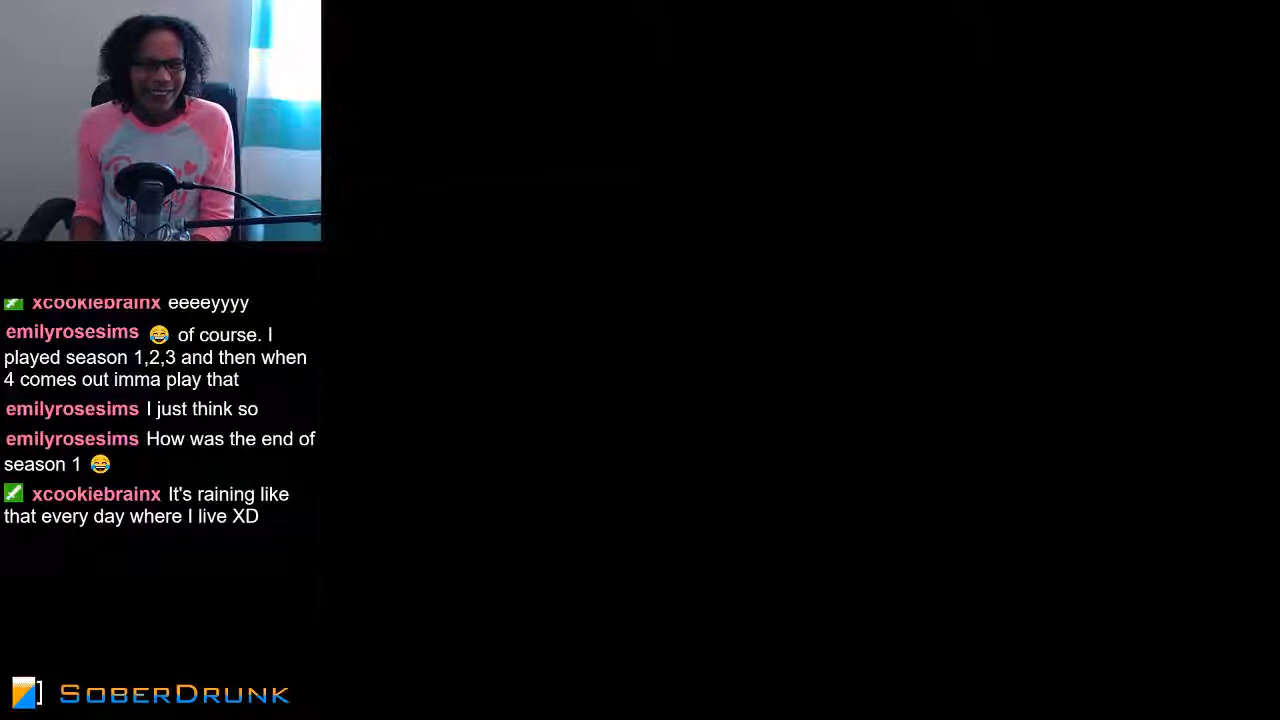 xcookiebrainx eeeeyyyy
emilyrosesims 😂 of course. I
played season 1,2,3 and then when
4 comes out imma play that
emilyrosesims I just think so
emilyrosesims How was the end of
season 1 😂
xcookiebrainx It's raining like
that every day where I live XD
SOBERDRUNK